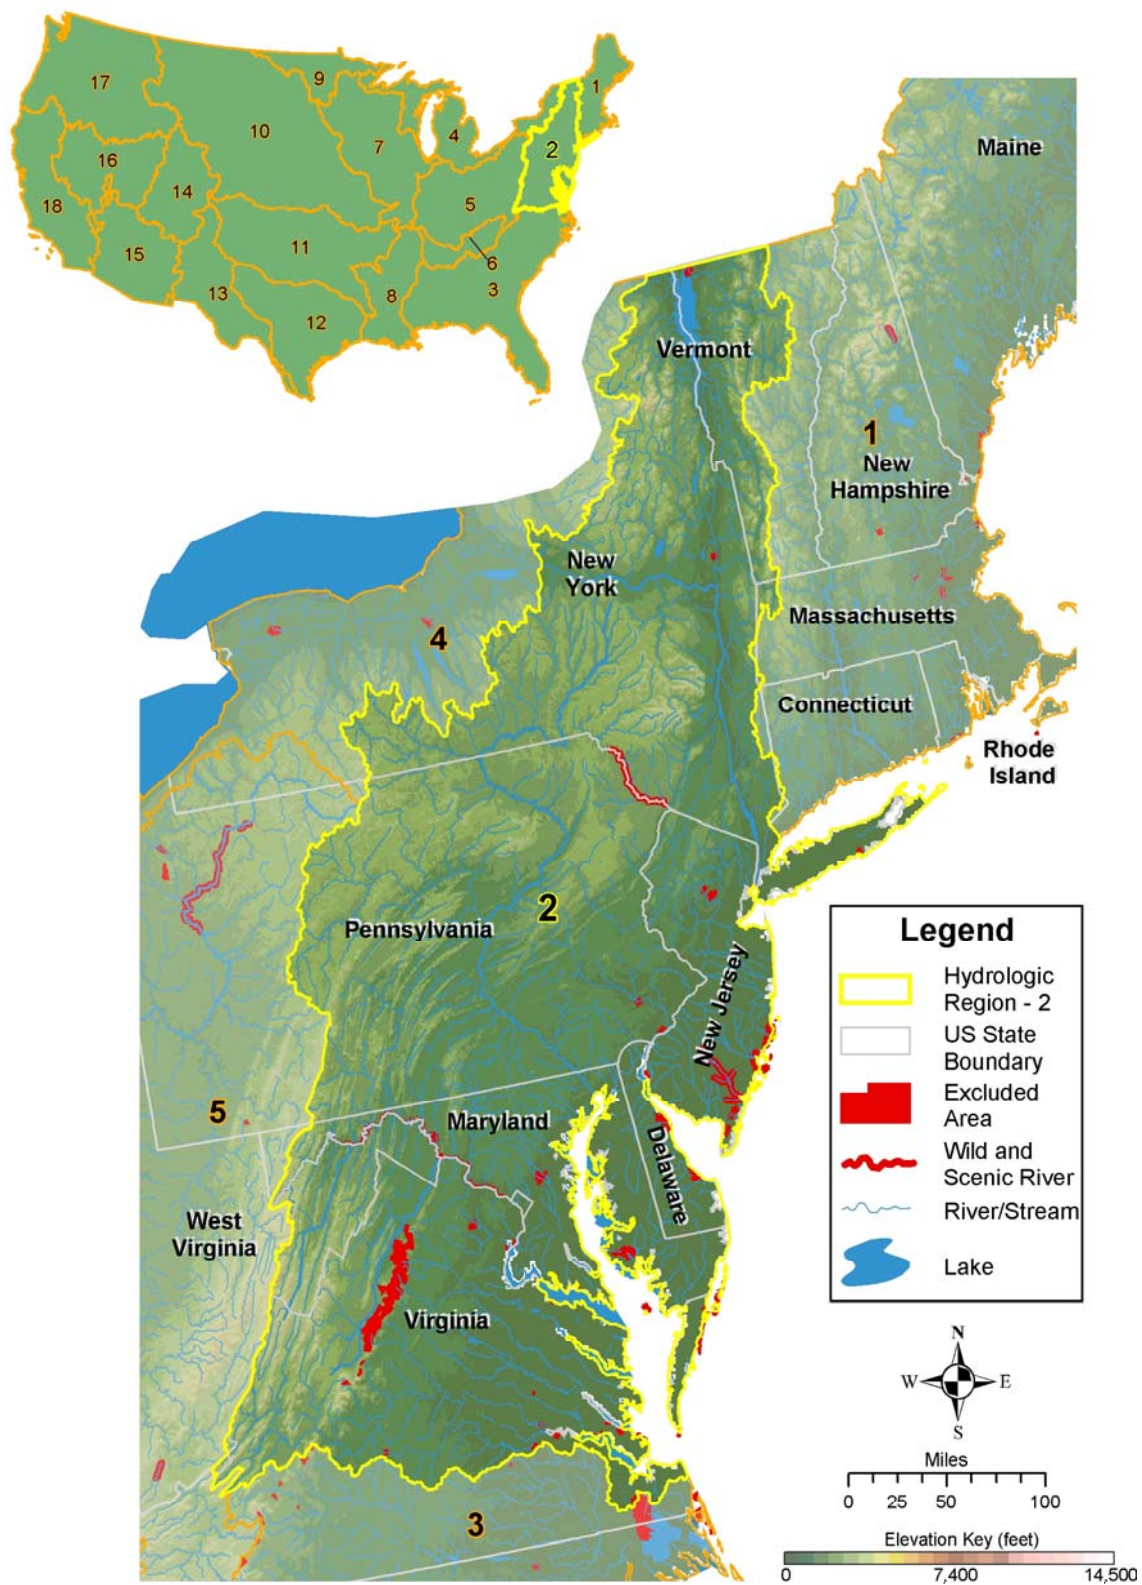 17
9
1
4
10
7
2
16
14
5
18
11
15
6
13
8
3
12
Maine
Vermont
1
New
Hampshire
New
York
Massachusetts
4
Connecticut
Rhode
Island
2
Pennsylvania
New Jersey
5
Maryland
Delaware
West
Virginia
Virginia
3
Legend
Hydrologic
Region - 2
US State
Boundary
Excluded
Area
Wild and
Scenic River
River/Stream
Lake
N
W
E
S
Miles
0 25 50 100
Elevation Key (feet)
0 7,400 14,500